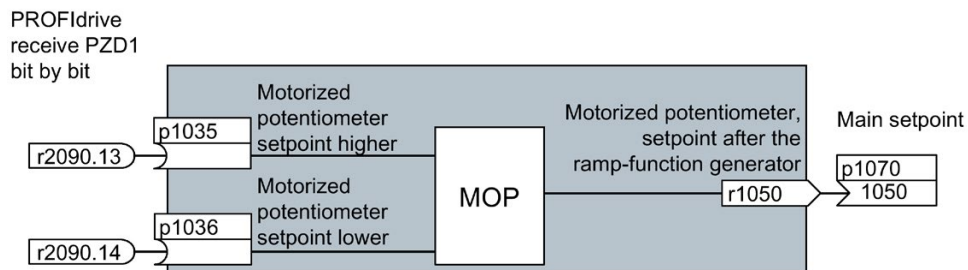 PROFIdrive
receive PZD1
bit by bit
Motorized
potentiometer
setpoint higher
p1035
r2090.13
Motorized
potentiometer
setpoint lower
p1036
r2090.14
MOP
Motorized potentiometer,
setpoint after the
ramp-function generator
r1050
Main setpoint
p1070
1050